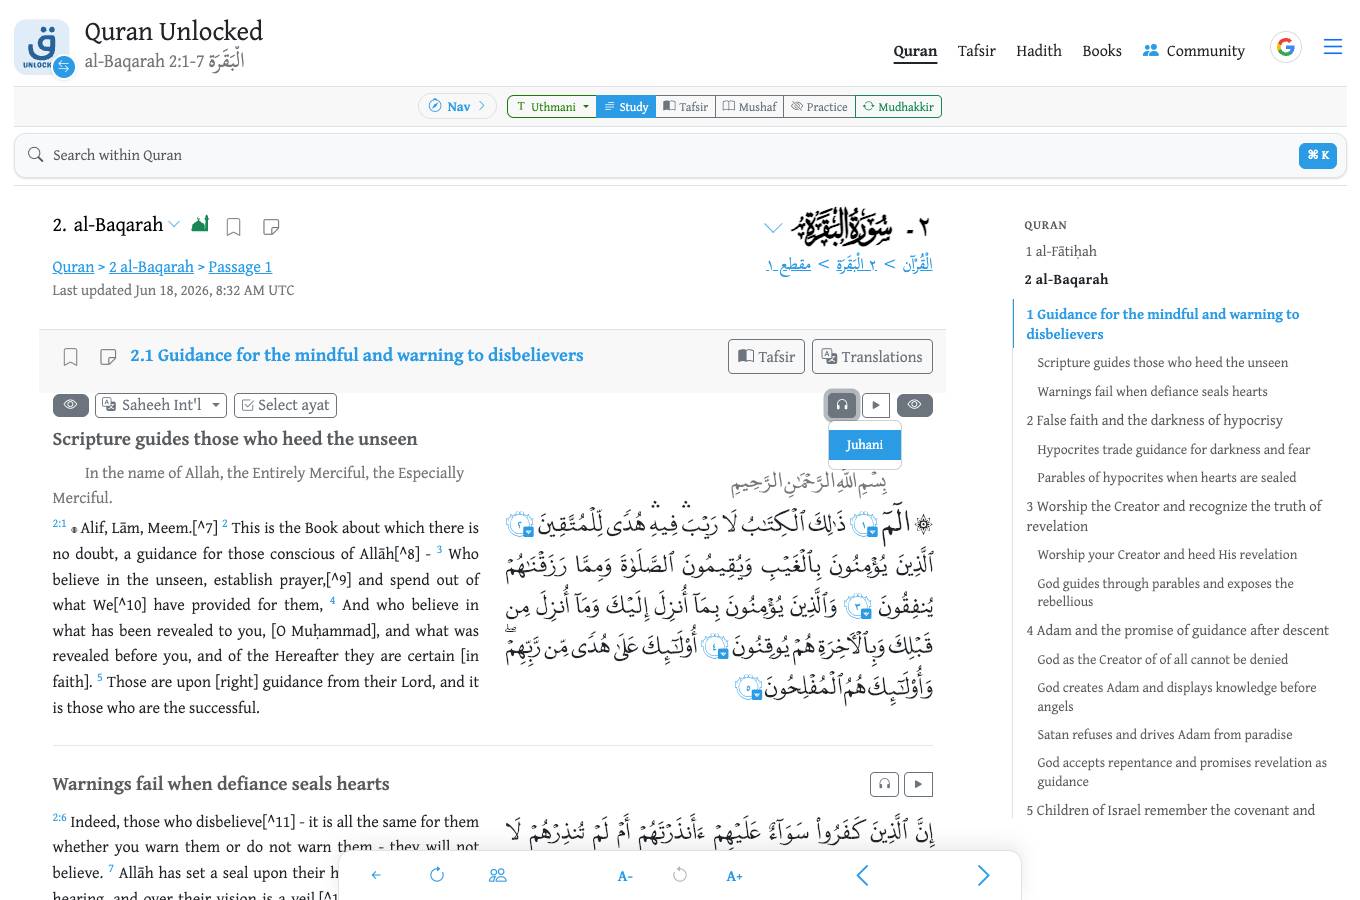 Quran Unlocked
al-Baqarah 2:1-7 الْبَقَرَة
UNLOCK
Quran
Tafsir
Hadith
Books
Community
Nav
Uthmani
Study
Tafsir
Mushaf
Practice
Mudhakkir
Search within Quran
⌘ K
2. al-Baqarah
٢ - سُورَةُ البَقَرَةِ
Quran > 2 al-Baqarah > Passage 1
الْقُرْآن > ٢ الْبَقَرَة > مقطع ١
Last updated Jun 18, 2026, 8:32 AM UTC
2.1 Guidance for the mindful and warning to disbelievers
Tafsir
Translations
Saheeh Int'l
Select ayat
Juhani
Scripture guides those who heed the unseen
In the name of Allah, the Entirely Merciful, the Especially
Merciful.
2:1 Alif, Lām, Meem.[^7] 2 This is the Book about which there is
no doubt, a guidance for those conscious of Allāh[^8] - 3 Who
believe in the unseen, establish prayer,[^9] and spend out of
what We[^10] have provided for them, 4 And who believe in
what has been revealed to you, [O Muḥammad], and what was
revealed before you, and of the Hereafter they are certain [in
faith]. 5 Those are upon [right] guidance from their Lord, and it
is those who are the successful.
بِسْمِ اللَّهِ الرَّحْمَٰنِ الرَّحِيمِ
۞ الٓمٓ ١ ذَٰلِكَ ٱلْكِتَٰبُ لَا رَيْبَ ۛ فِيهِ ۛ هُدًى لِّلْمُتَّقِينَ ٢
ٱلَّذِينَ يُؤْمِنُونَ بِٱلْغَيْبِ وَيُقِيمُونَ ٱلصَّلَوٰةَ وَمِمَّا رَزَقْنَٰهُمْ
يُنفِقُونَ ٣ وَٱلَّذِينَ يُؤْمِنُونَ بِمَآ أُنزِلَ إِلَيْكَ وَمَآ أُنزِلَ مِن
قَبْلِكَ وَبِٱلْءَاخِرَةِ هُمْ يُوقِنُونَ ٤ أُو۟لَٰٓئِكَ عَلَىٰ هُدًى مِّن رَّبِّهِمْ ۖ
وَأُو۟لَٰٓئِكَ هُمُ ٱلْمُفْلِحُونَ ٥
Warnings fail when defiance seals hearts
2:6 Indeed, those who disbelieve[^11] - it is all the same for them
whether you warn them or do not warn them - they will not
believe. 7 Allāh has set a seal upon their h
hearing, and over their vision is a veil.[^1
إِنَّ ٱلَّذِينَ كَفَرُوا۟ سَوَآءٌ عَلَيْهِمْ ءَأَنذَرْتَهُمْ أَمْ لَمْ تُنذِرْهُمْ لَا
A-
A+
QURAN
1 al-Fātiḥah
2 al-Baqarah
1 Guidance for the mindful and warning to
disbelievers
Scripture guides those who heed the unseen
Warnings fail when defiance seals hearts
2 False faith and the darkness of hypocrisy
Hypocrites trade guidance for darkness and fear
Parables of hypocrites when hearts are sealed
3 Worship the Creator and recognize the truth of
revelation
Worship your Creator and heed His revelation
God guides through parables and exposes the
rebellious
4 Adam and the promise of guidance after descent
God as the Creator of of all cannot be denied
God creates Adam and displays knowledge before
angels
Satan refuses and drives Adam from paradise
God accepts repentance and promises revelation as
guidance
5 Children of Israel remember the covenant and